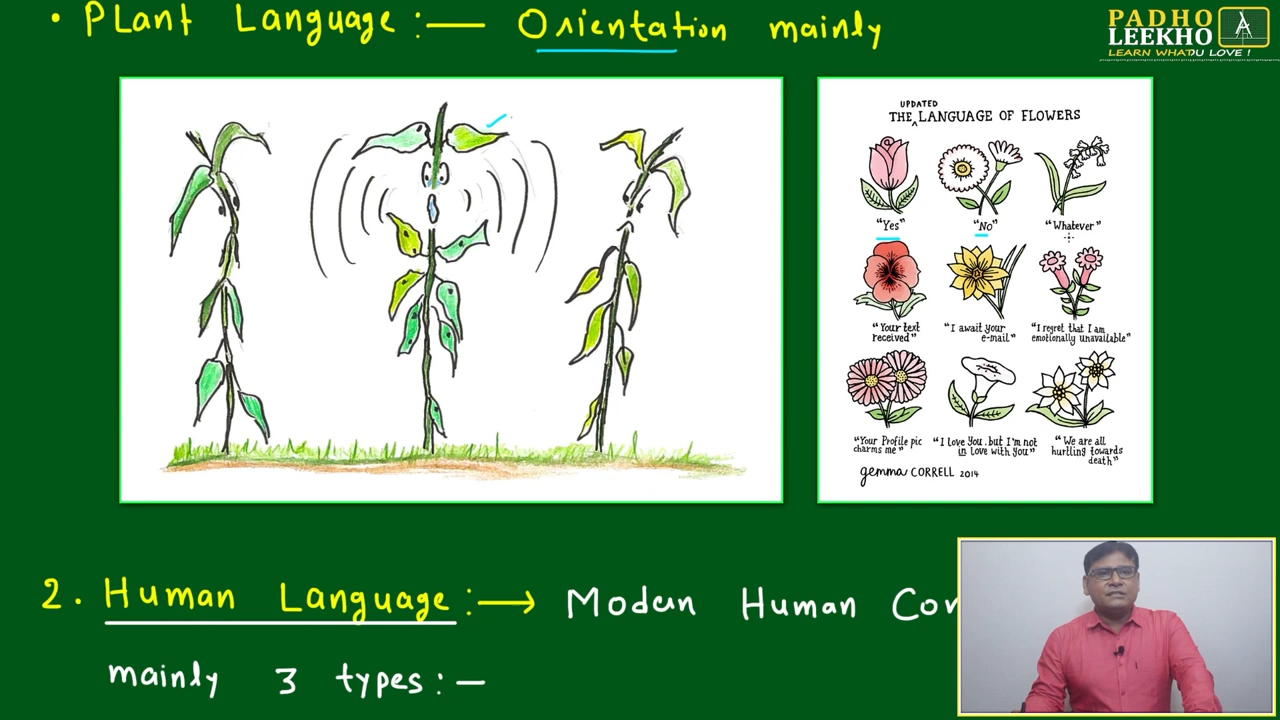 • Plant Language :— Orientation mainly
PADHO
LEEKHO
LEARN WHATDU LOVE !
UPDATED
THE LANGUAGE OF FLOWERS
"Yes"
"No"
"Whatever"
"Your text
received"
"I await your
e-mail"
"I regret that I am
emotionally unavailable"
"Your Profile pic
charms me"
"I love you .but I'm not
in love with you"
"We are all
hurtling towards
death"
gemma CORRELL 2014
2. Human Language :→ Modern Human Con
mainly 3 types :—